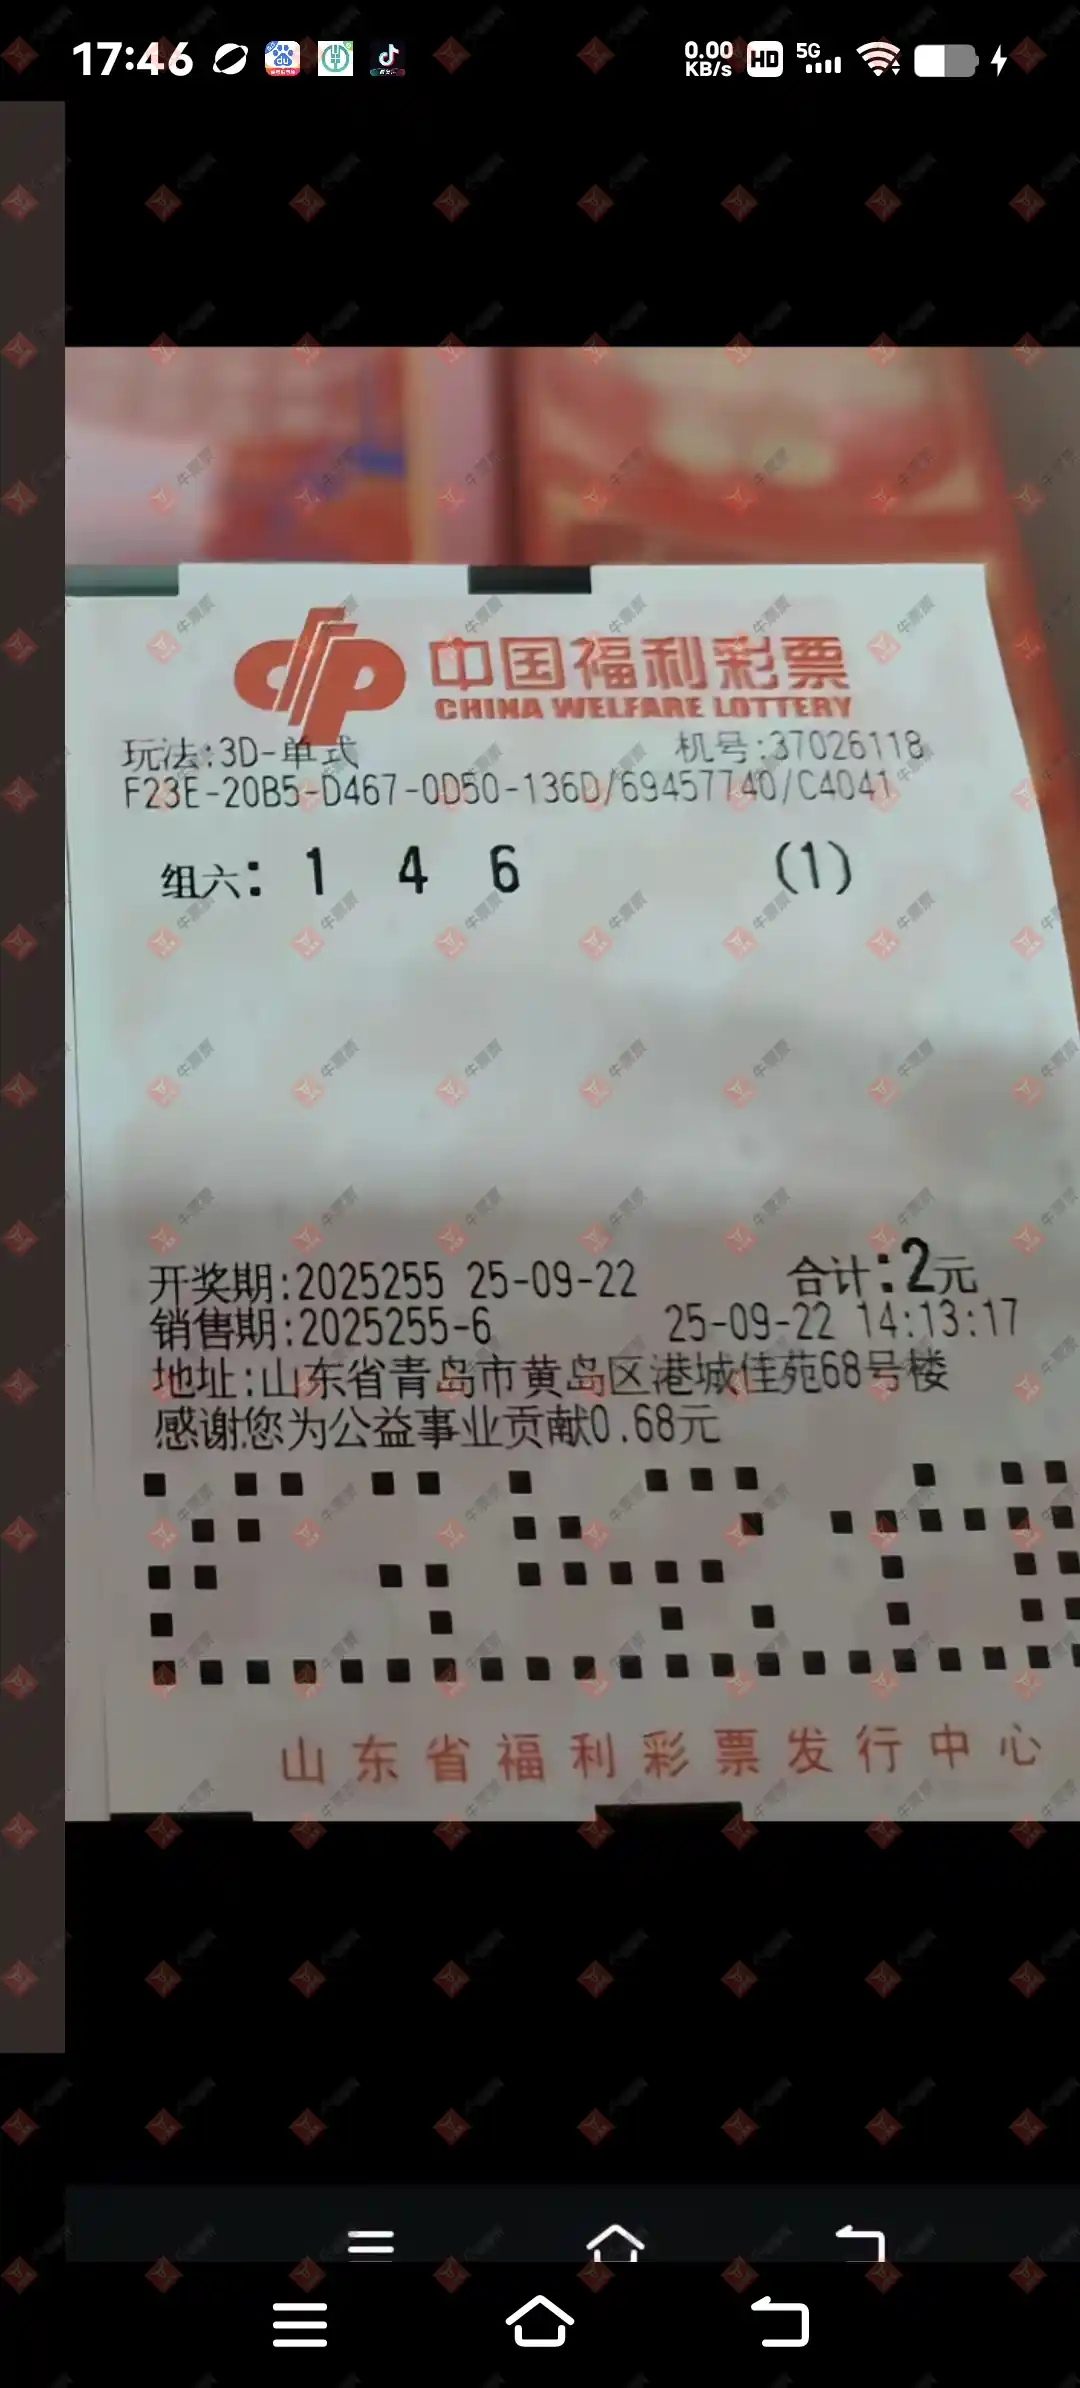 17:46
0.00 KB/s HD 5G
中国福利彩票
CHINA WELFARE LOTTERY
玩法:3D-单式 机号:37026118
F23E-20B5-D467-0D50-136D/69457740/C4041
组六: 1 4 6 (1)
开奖期:2025255 25-09-22 合计:2元
销售期:2025255-6 25-09-22 14:13:17
地址:山东省青岛市黄岛区港城佳苑68号楼
感谢您为公益事业贡献0.68元
山东省福利彩票发行中心
牛票票